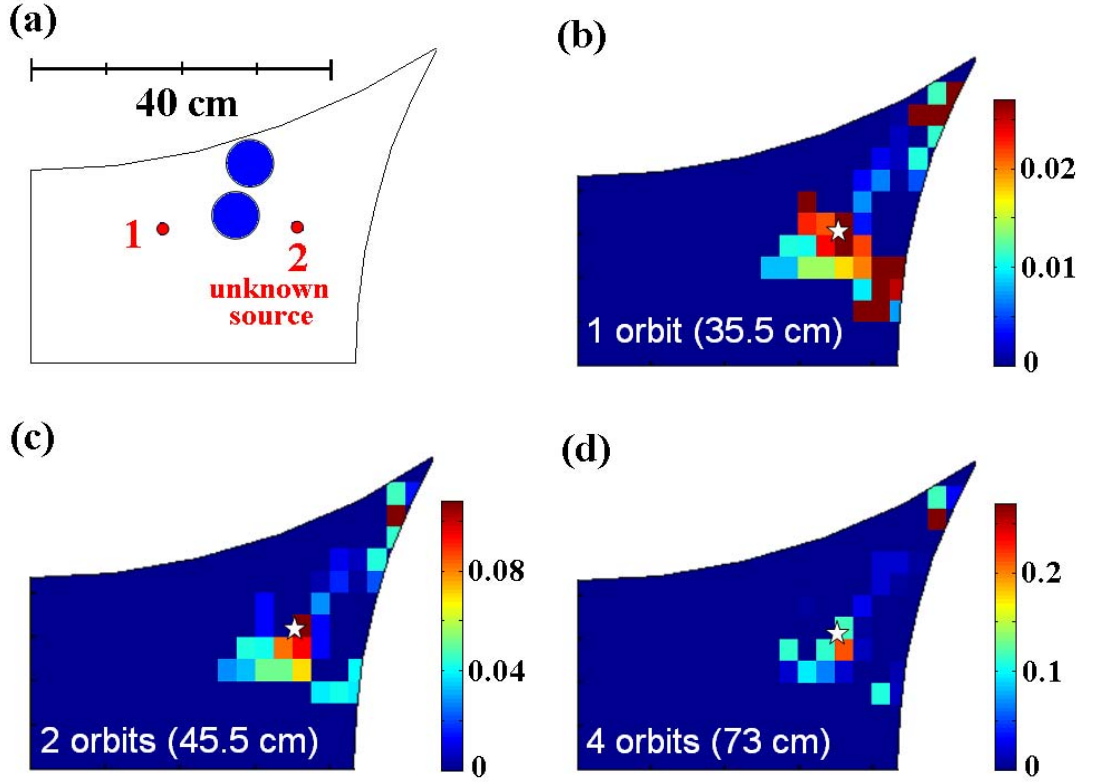 (a)
40 cm
1
2
unknown
source
(b)
0.02
0.01
0
1 orbit (35.5 cm)
(c)
0.08
0.04
0
2 orbits (45.5 cm)
(d)
0.2
0.1
0
4 orbits (73 cm)